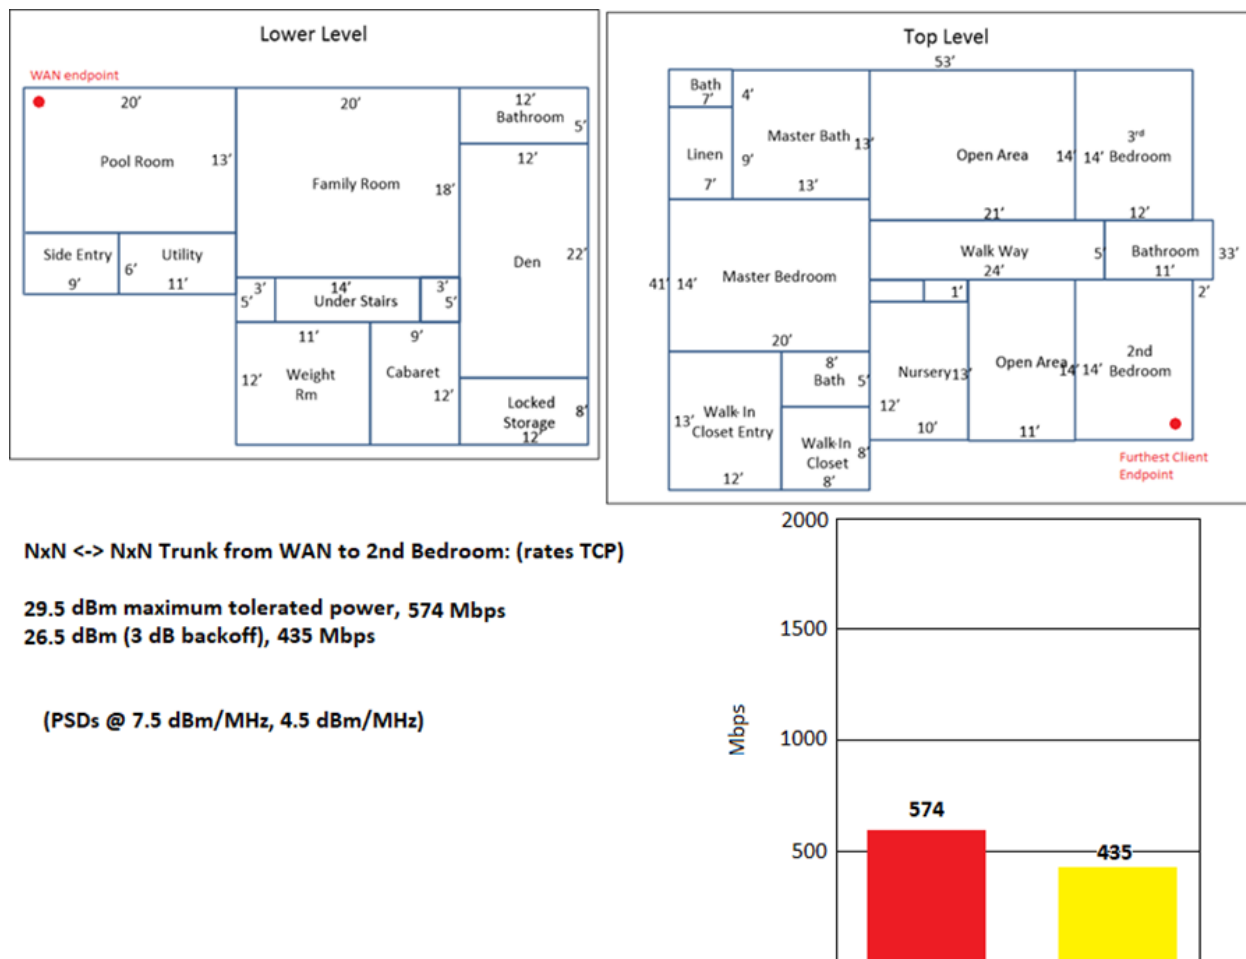 Lower Level
WAN endpoint
20′
20′
12′
Bathroom
5′
Pool Room
13′
12′
Family Room
18′
Side Entry
Utility
22′
6′
Den
9′
11′
3′
14′
3′
5′
Under Stairs
5′
11′
9′
12′
Weight
Rm
Cabaret
12′
Locked
Storage
8′
12′
Top Level
53′
Bath
7′
4′
Master Bath
13′
3rd
Bedroom
Linen
9′
Open Area
14′
14′
7′
13′
21′
12′
Walk Way
5′
Bathroom
33′
24′
11′
Master Bedroom
41′
14′
1′
2′
20′
8′
Bath
5′
Nursery
13′
Open Area
14′
14′
2nd
Bedroom
12′
13′
Walk-In
Closet Entry
10′
11′
Walk-In
Closet
8′
12′
8′
Furthest Client
Endpoint
NxN <-> NxN Trunk from WAN to 2nd Bedroom: (rates TCP)
29.5 dBm maximum tolerated power, 574 Mbps
26.5 dBm (3 dB backoff), 435 Mbps
(PSDs @ 7.5 dBm/MHz, 4.5 dBm/MHz)
2000
1500
Mbps
1000
574
500
435